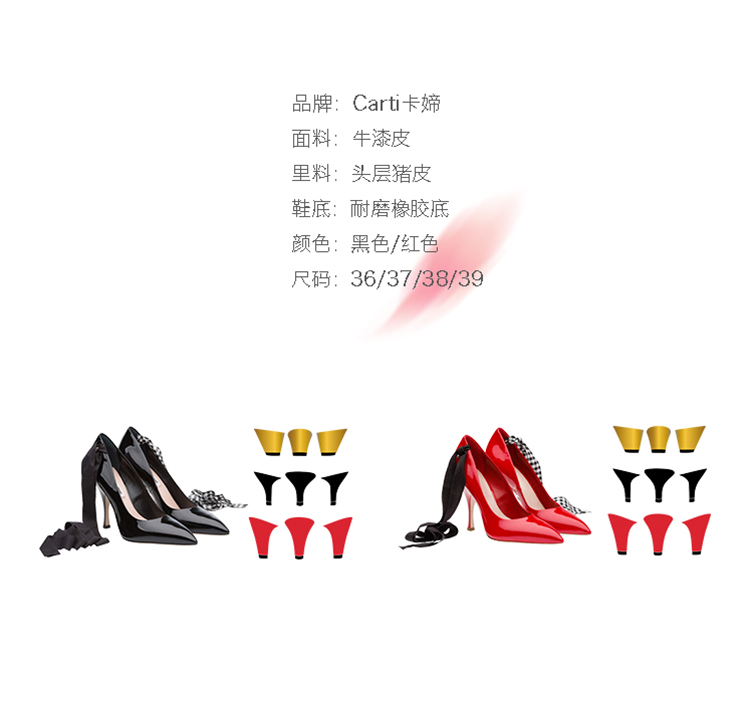 品牌：Carti卡婦
面料：牛漆皮
里料：头层猪皮
鞋底：耐磨橡胶底
颜色：黑色/红色
尺码：36/37/38/39